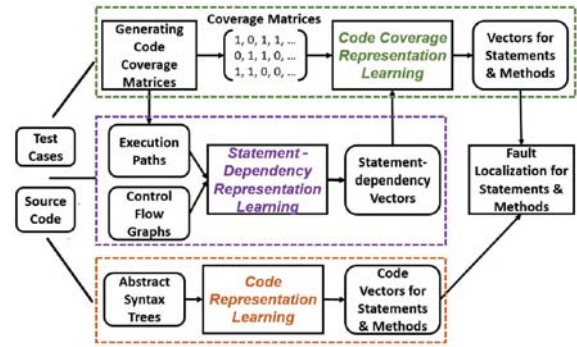 Generating
Code
Coverage
Matrices
Coverage Matrices
1, 0, 1, 1, ...
0, 1, 1, 0, ...
1, 1, 0, 0, ...
Code Coverage
Representation
Learning
Vectors for
Statements
& Methods
Test
Cases
Source
Code
Execution
Paths
Control
Flow
Graphs
Statement -
Dependency
Representation
Learning
Statement-
dependency
Vectors
Fault
Localization for
Statements &
Methods
Abstract
Syntax
Trees
Code
Representation
Learning
Code
Vectors for
Statements
& Methods